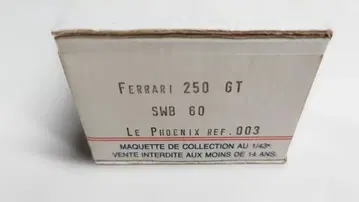 FERRARI 250 GT
SWB 60
LE PHOENIX REF. 003
MAQUETTE DE COLLECTION AU 1/43e.
VENTE INTERDITE AUX MOINS DE 14 ANS.